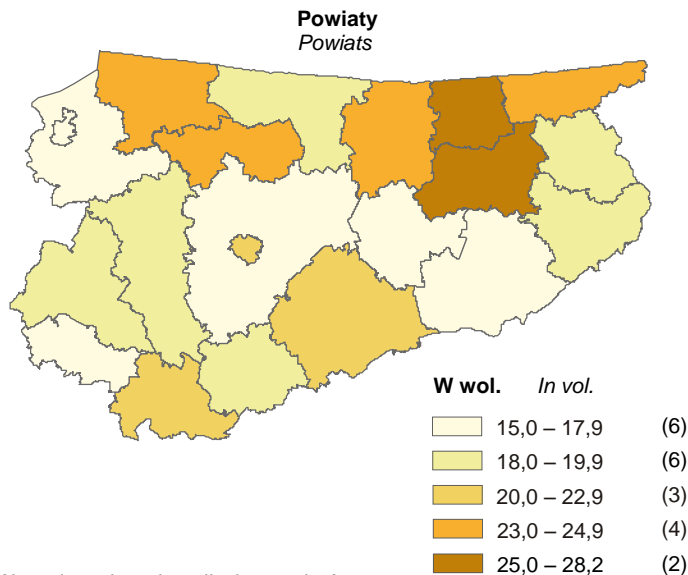 Powiaty
Powiats
W wol. In vol.
15,0 – 17,9 (6)
18,0 – 19,9 (6)
20,0 – 22,9 (3)
23,0 – 24,9 (4)
25,0 – 28,2 (2)